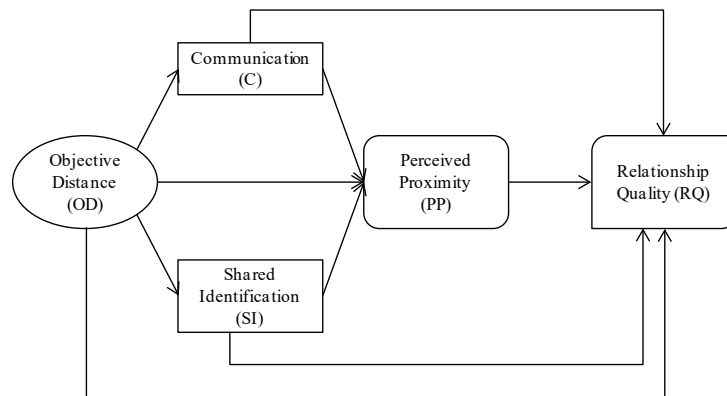 Communication
(C)
Objective
Distance
(OD)
Perceived
Proximity
(PP)
Relationship
Quality (RQ)
Shared
Identification
(SI)